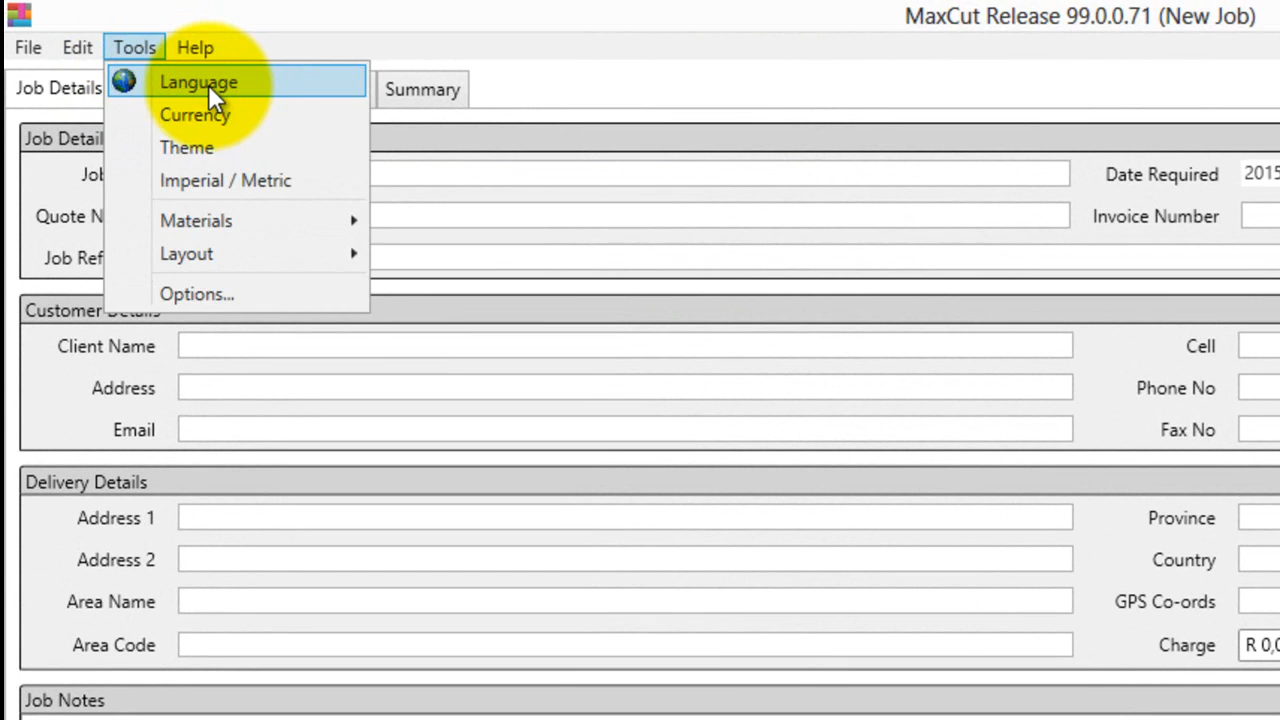 MaxCut Release 99.0.0.71 (New Job)
File Edit Tools Help
Job Details Summary
Language
Currency
Theme
Imperial / Metric
Materials
Layout
Options...
Job Detail
Job Date Required 2015
Quote N Invoice Number
Job Ref
Customer Details
Client Name Cell
Address Phone No
Email Fax No
Delivery Details
Address 1 Province
Address 2 Country
Area Name GPS Co-ords
Area Code Charge R 0,0
Job Notes